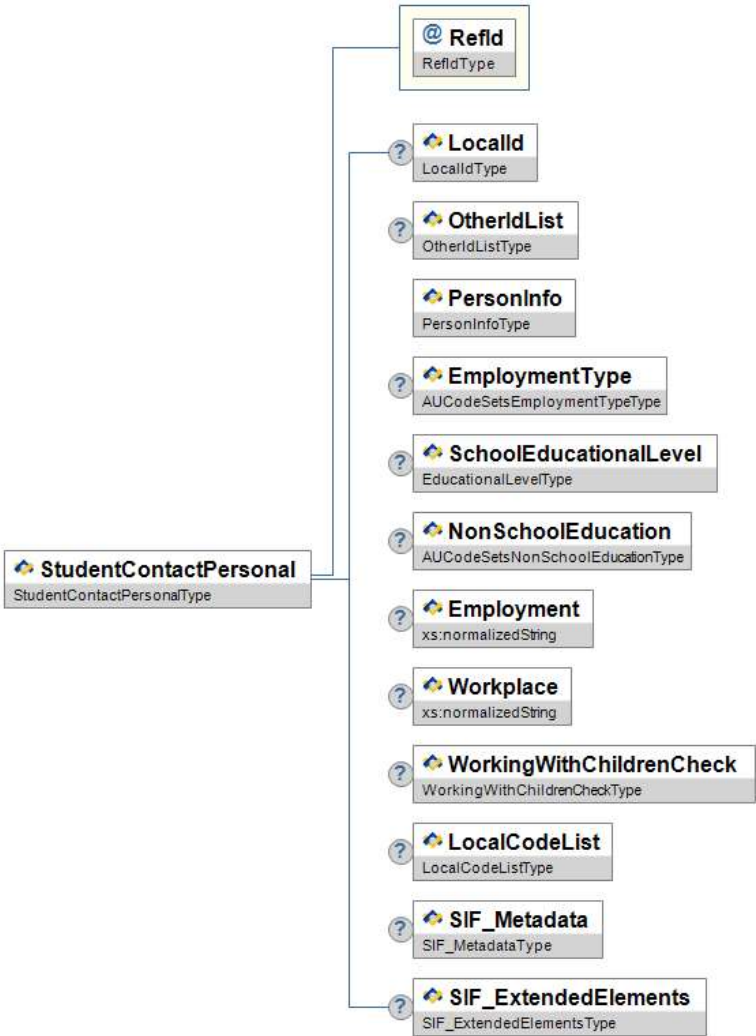 @ RefId
RefIdType
? LocalId
LocalIdType
? OtherIdList
OtherIdListType
PersonInfo
PersonInfoType
? EmploymentType
AUCodeSetsEmploymentTypeType
? SchoolEducationalLevel
EducationalLevelType
? NonSchoolEducation
AUCodeSetsNonSchoolEducationType
StudentContactPersonal
StudentContactPersonalType
? Employment
xs:normalizedString
? Workplace
xs:normalizedString
? WorkingWithChildrenCheck
WorkingWithChildrenCheckType
? LocalCodeList
LocalCodeListType
? SIF_Metadata
SIF_MetadataType
? SIF_ExtendedElements
SIF_ExtendedElementsType